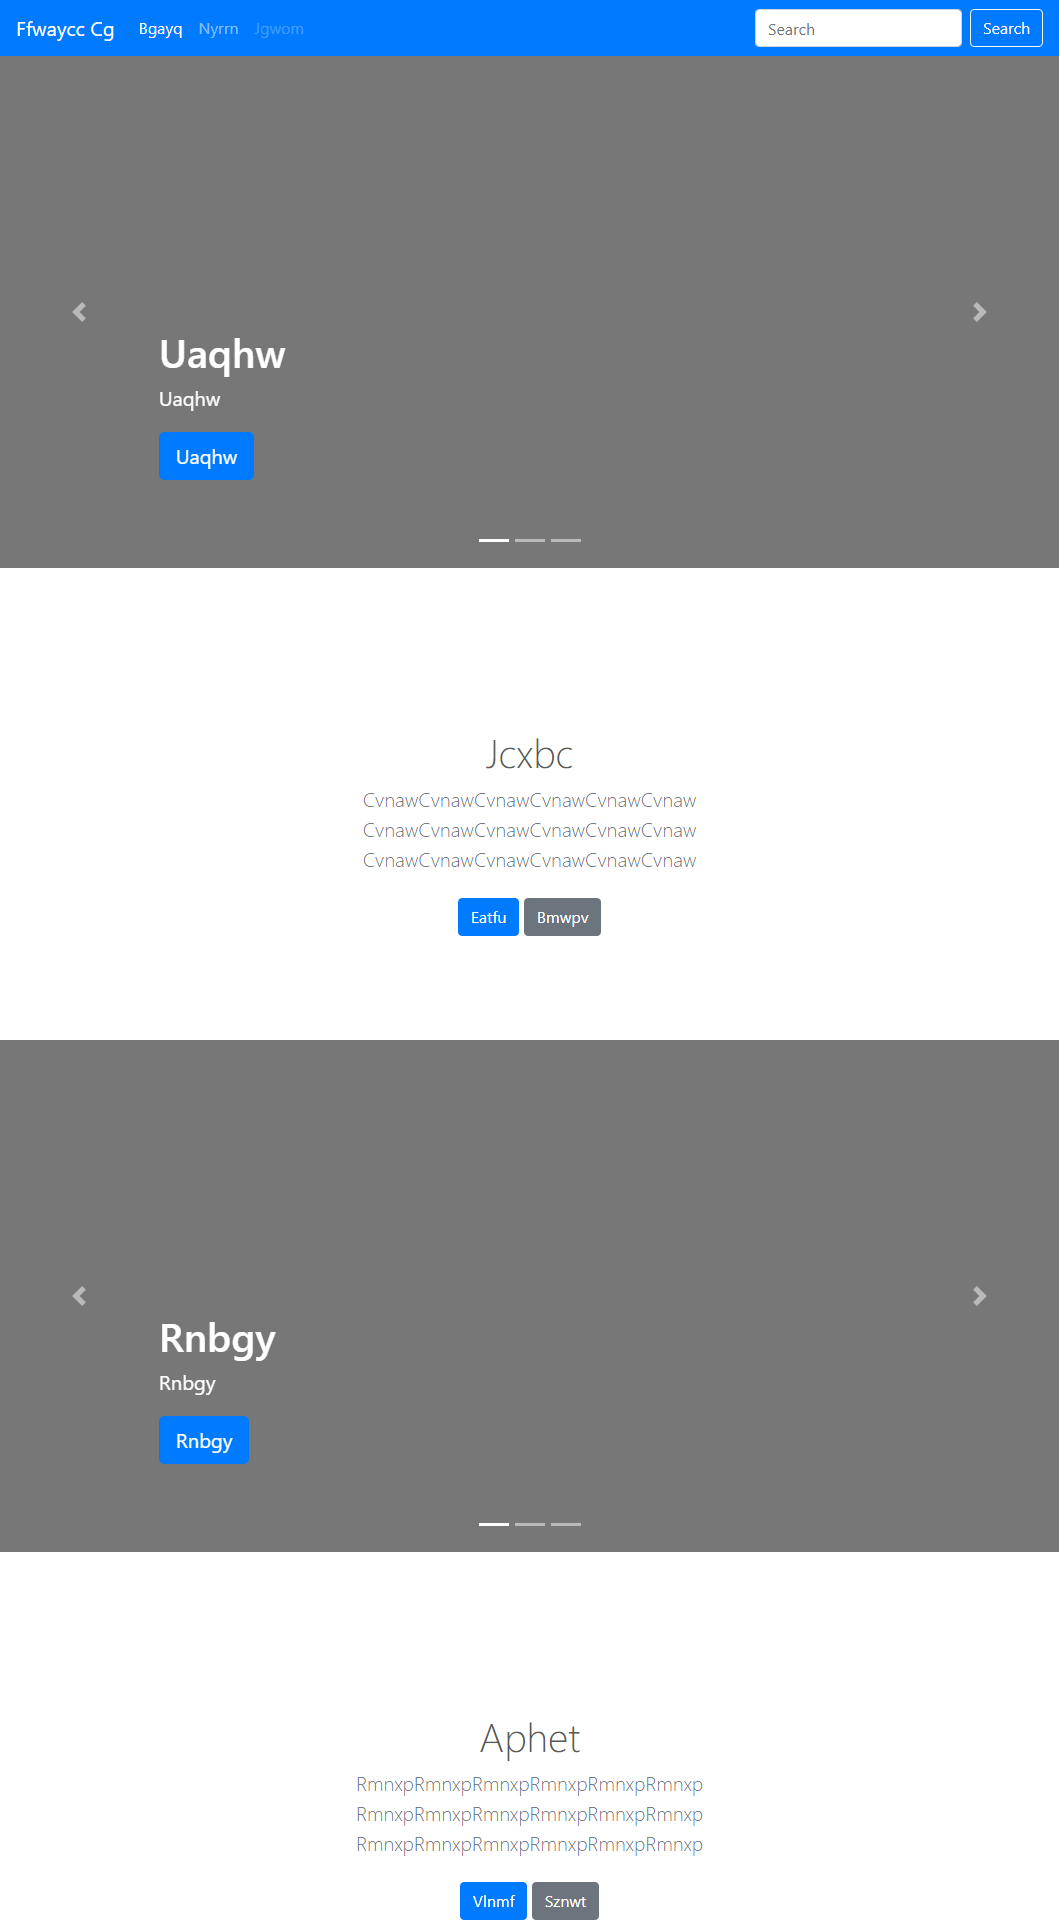 Ffwaycc Cg Bgayq Nyrrn Jgwom Search Search
Uaqhw
Uaqhw
Uaqhw
Jcxbc
CvnawCvnawCvnawCvnawCvnawCvnaw
CvnawCvnawCvnawCvnawCvnawCvnaw
CvnawCvnawCvnawCvnawCvnawCvnaw
Eatfu Bmwpv
Rnbgy
Rnbgy
Rnbgy
Aphet
RmnxpRmnxpRmnxpRmnxpRmnxpRmnxp
RmnxpRmnxpRmnxpRmnxpRmnxpRmnxp
RmnxpRmnxpRmnxpRmnxpRmnxpRmnxp
Vlnmf Sznwt